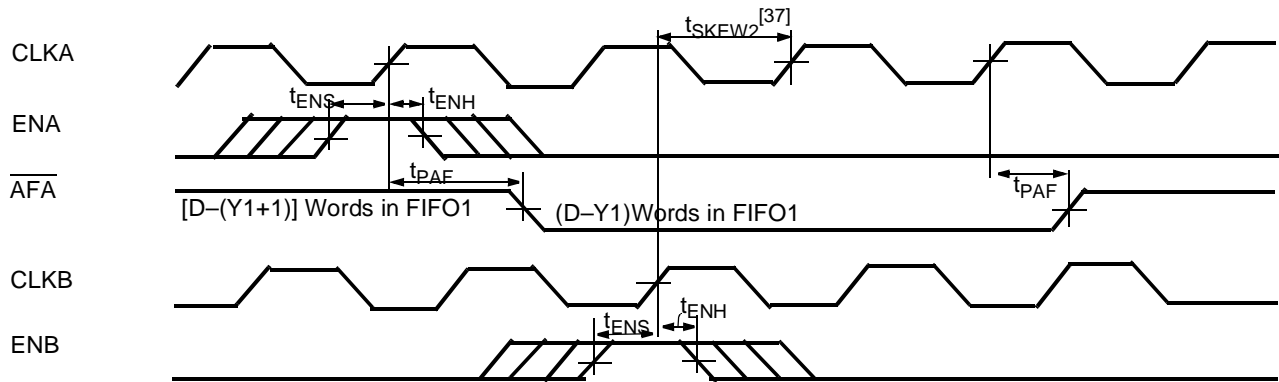 tSKEW2[37]
CLKA
tENS
tENH
ENA
AFA
tPAF
tPAF
[D–(Y1+1)] Words in FIFO1
(D–Y1)Words in FIFO1
CLKB
tENS
tENH
ENB